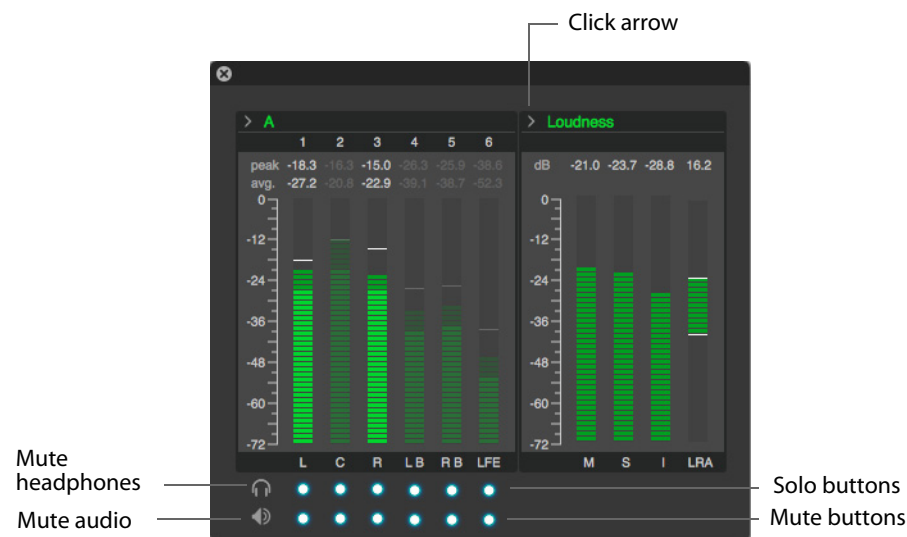 Click arrow
A
Loudness
1 2 3 4 5 6
peak -18.3 -16.3 -15.0 -26.3 -25.9 -38.6
avg. -27.2 -20.8 -22.9 -39.1 -38.7 -52.3
dB -21.0 -23.7 -28.8 16.2
0
-12
-24
-36
-48
-60
-72
0
-12
-24
-36
-48
-60
-72
L C R L B R B LFE
M S I LRA
Mute headphones
Mute audio
Solo buttons
Mute buttons